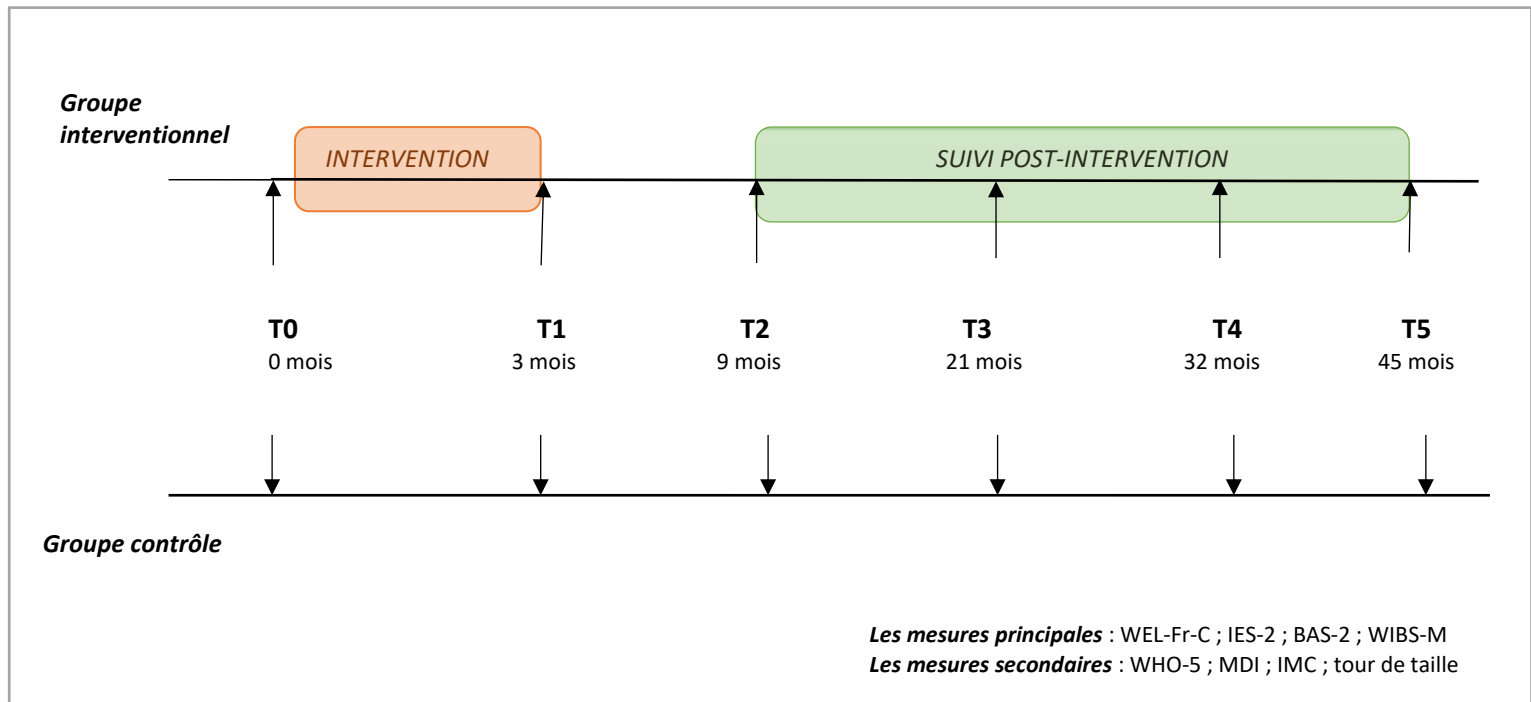 Groupe
interventionnel
INTERVENTION
SUIVI POST-INTERVENTION
T0
0 mois
T1
3 mois
T2
9 mois
T3
21 mois
T4
32 mois
T5
45 mois
Groupe contrôle
Les mesures principales : WEL-Fr-C ; IES-2 ; BAS-2 ; WIBS-M
Les mesures secondaires : WHO-5 ; MDI ; IMC ; tour de taille